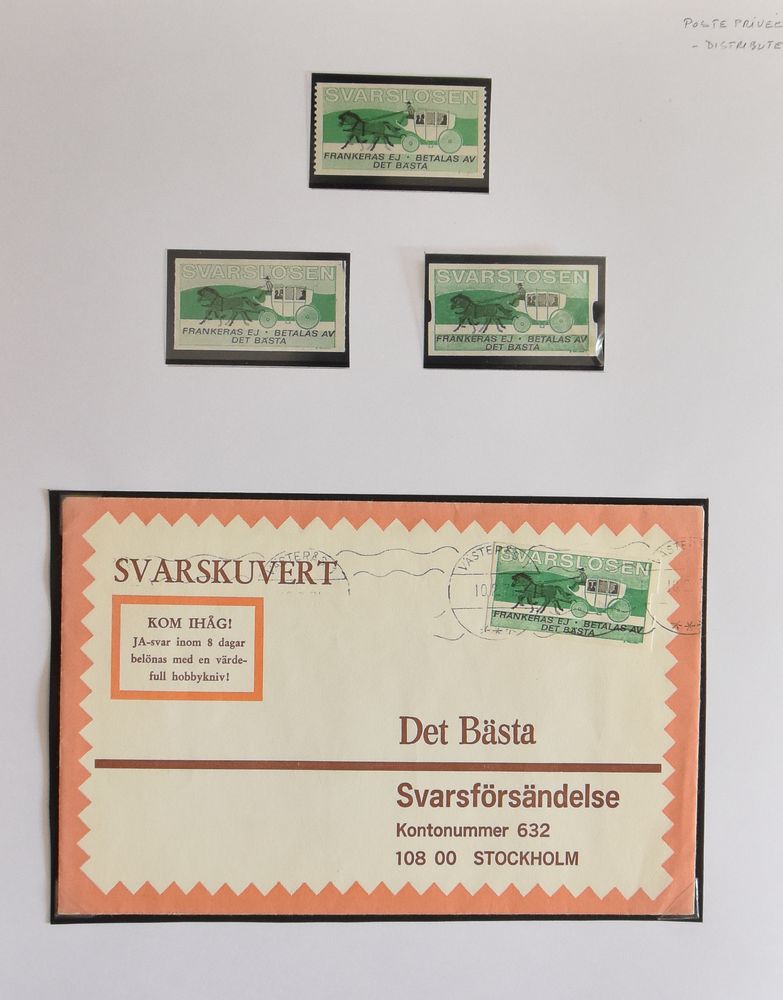 POSTE PRIVÉE
- DISTRIBUTE
SVARSLÖSEN
FRANKERAS EJ · BETALAS AV
DET BÄSTA
SVARSLÖSEN
FRANKERAS EJ · BETALAS AV
DET BÄSTA
SVARSLÖSEN
FRANKERAS EJ · BETALAS AV
DET BÄSTA
SVARSKUVERT
VÄSTERÅS
SVARSLÖSEN
FRANKERAS EJ · BETALAS AV
DET BÄSTA
KOM IHÅG!
JA-svar inom 8 dagar
belönas med en värde-
full hobbykniv!
Det Bästa
Svarsförsändelse
Kontonummer 632
108 00 STOCKHOLM